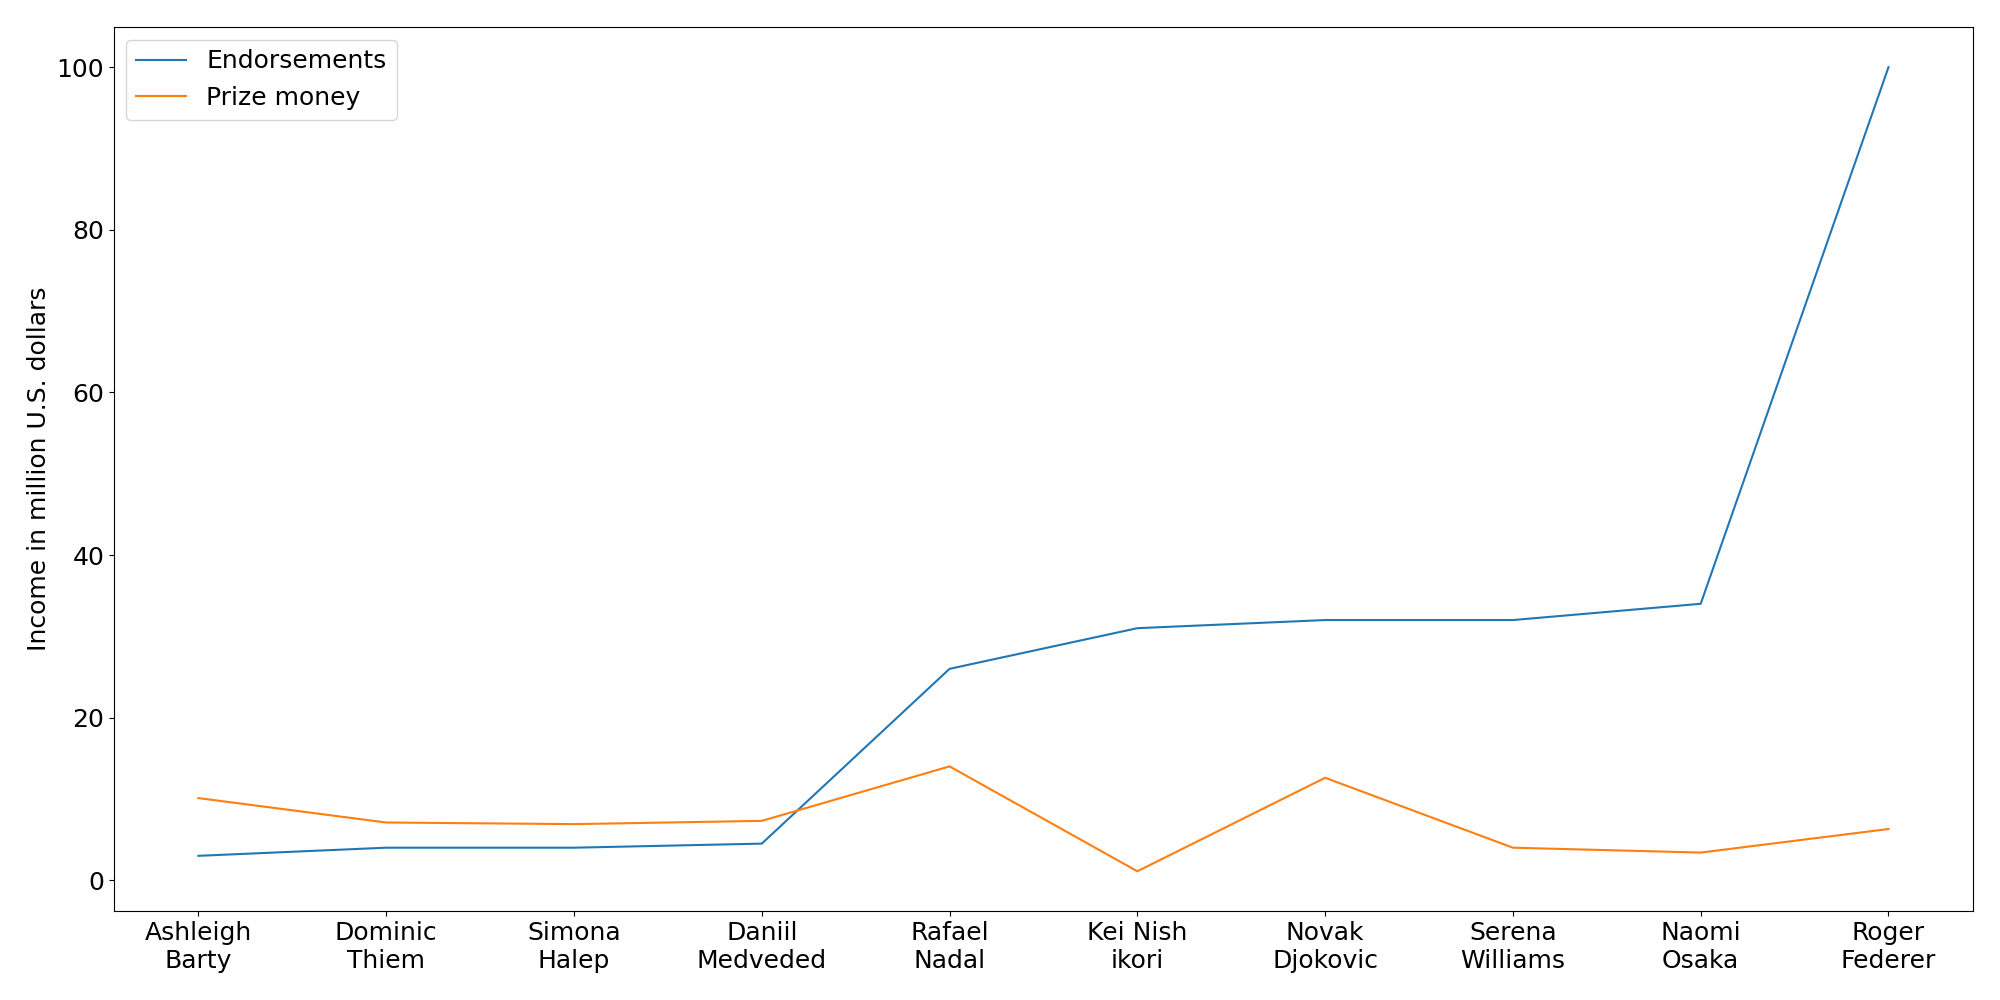 Endorsements
Prize money
Income in million U.S. dollars
100
80
60
40
20
0
Ashleigh
Barty
Dominic
Thiem
Simona
Halep
Daniil
Medveded
Rafael
Nadal
Kei Nish
ikori
Novak
Djokovic
Serena
Williams
Naomi
Osaka
Roger
Federer